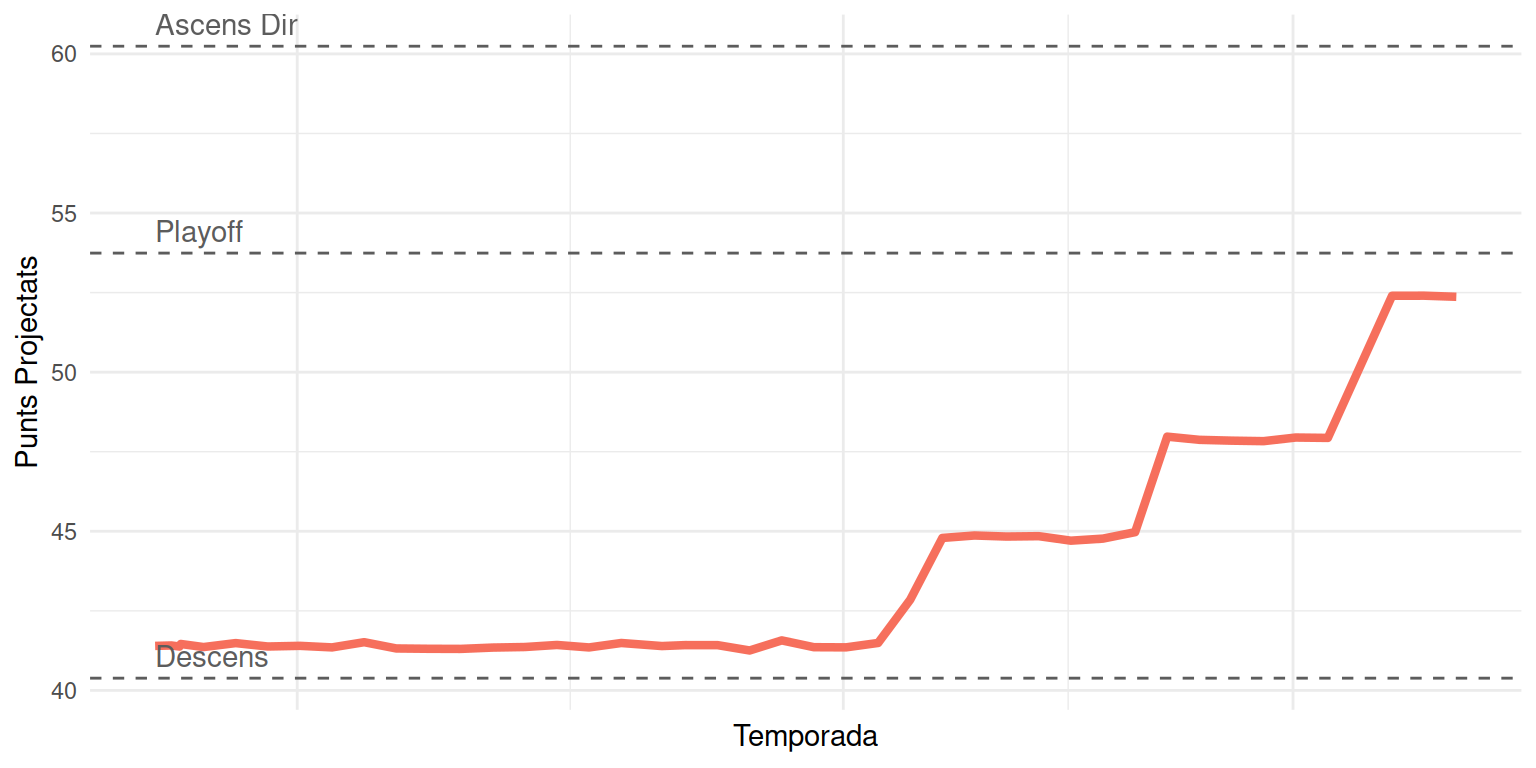 Ascens Dir
60
55
Playoff
50
45
Descens
40
Punts Projectats
Temporada